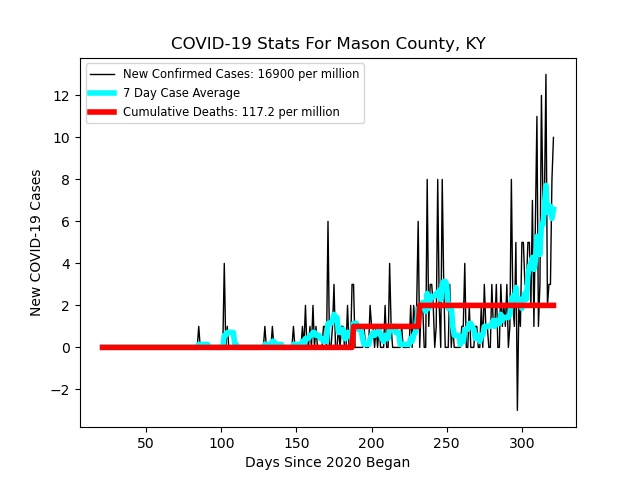 COVID-19 Stats For Mason County, KY
New Confirmed Cases: 16900 per million
7 Day Case Average
Cumulative Deaths: 117.2 per million
New COVID-19 Cases
12
10
8
6
4
2
0
−2
50 100 150 200 250 300
Days Since 2020 Began